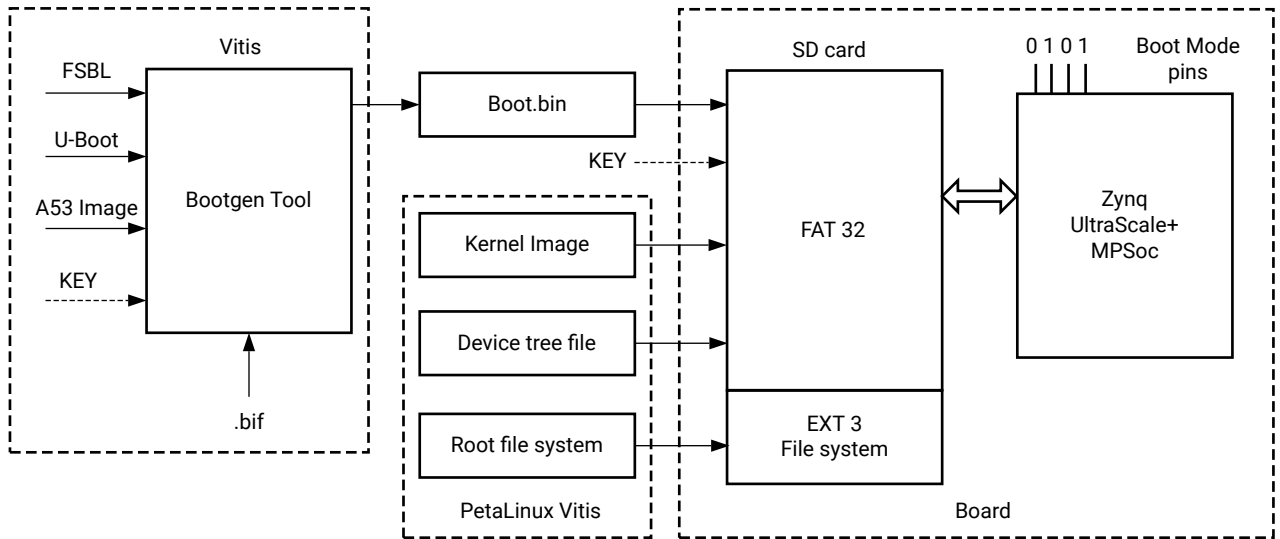 Vitis
FSBL
U-Boot
A53 Image
KEY
Bootgen Tool
.bif
Boot.bin
KEY
Kernel Image
Device tree file
Root file system
PetaLinux Vitis
SD card
FAT 32
EXT 3
File system
0 1 0 1
Boot Mode
pins
Zynq
UltraScale+
MPSoc
Board